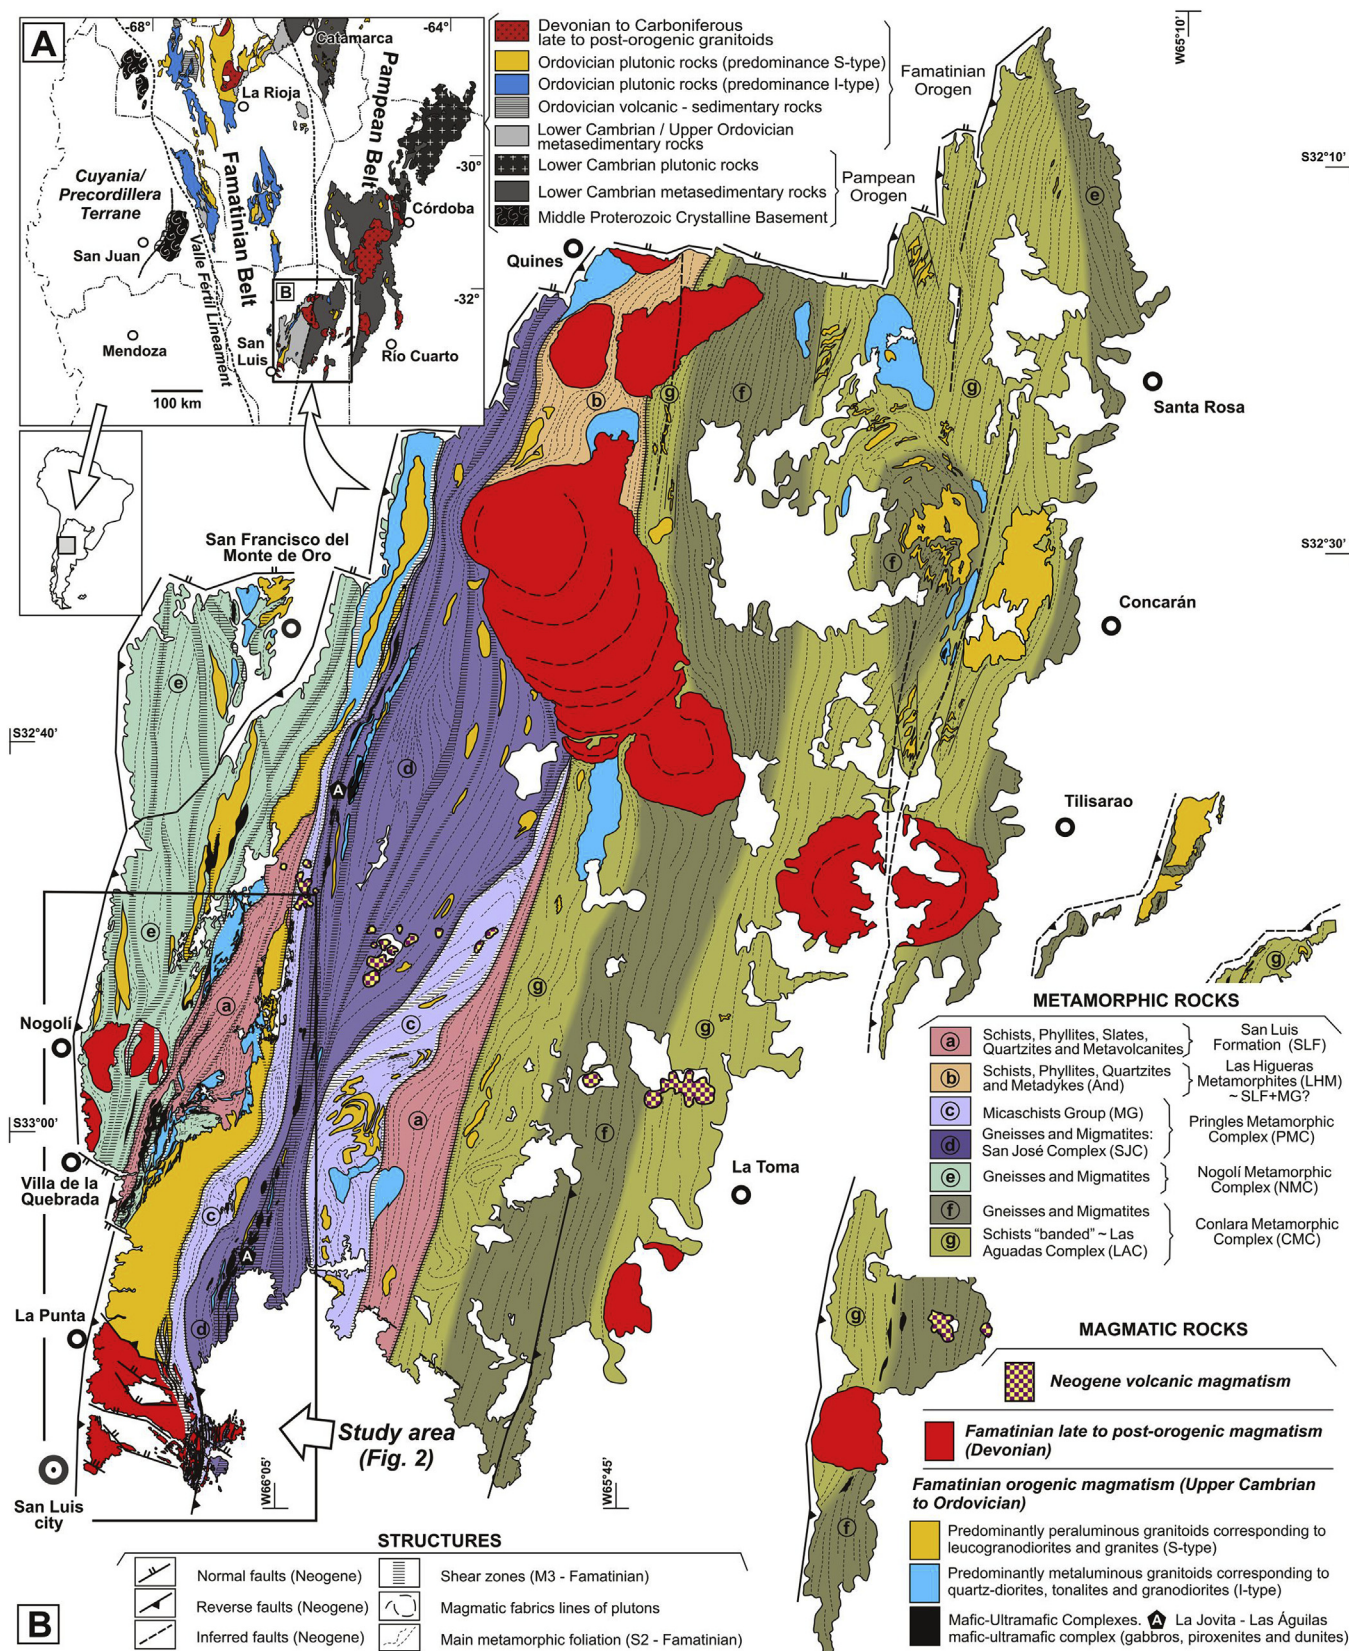 A
-68°
-64°
Catamarca
La Rioja
Pampean Belt
-30°
Cuyania/
Precordillera
Terrane
Famatinian Belt
Córdoba
San Juan
Valle Fértil Lineament
B
-32°
Mendoza
San
Luis
Río Cuarto
100 km
Devonian to Carboniferous
late to post-orogenic granitoids
Ordovician plutonic rocks (predominance S-type)
Ordovician plutonic rocks (predominance I-type)
Ordovician volcanic - sedimentary rocks
Lower Cambrian / Upper Ordovician
metasedimentary rocks
Famatinian
Orogen
Lower Cambrian plutonic rocks
Lower Cambrian metasedimentary rocks
Middle Proterozoic Crystalline Basement
Pampean
Orogen
W65°10'
S32°10'
e
Quines
Santa Rosa
b
g
f
g
San Francisco del
Monte de Oro
S32°30'
f
Concarán
e
S32°40'
d
A
Tilisarao
e
a
g
g
c
g
Nogolí
a
f
S33°00'
Villa de la
Quebrada
La Toma
c
A
g
La Punta
d
Study area
(Fig. 2)
San Luis
city
W66°05'
W65°45'
f
METAMORPHIC ROCKS
a Schists, Phyllites, Slates,
Quartzites and Metavolcanites
San Luis
Formation (SLF)
b Schists, Phyllites, Quartzites
and Metadykes (And)
Las Higueras
Metamorphites (LHM)
~ SLF+MG?
c Micaschists Group (MG)
d Gneisses and Migmatites:
San José Complex (SJC)
Pringles Metamorphic
Complex (PMC)
e Gneisses and Migmatites
Nogolí Metamorphic
Complex (NMC)
f Gneisses and Migmatites
g Schists “banded” ~ Las
Aguadas Complex (LAC)
Conlara Metamorphic
Complex (CMC)
MAGMATIC ROCKS
Neogene volcanic magmatism
Famatinian late to post-orogenic magmatism
(Devonian)
Famatinian orogenic magmatism (Upper Cambrian
to Ordovician)
Predominantly peraluminous granitoids corresponding to
leucogranodiorites and granites (S-type)
Predominantly metaluminous granitoids corresponding to
quartz-diorites, tonalites and granodiorites (I-type)
Mafic-Ultramafic Complexes. A La Jovita - Las Águilas
mafic-ultramafic complex (gabbros, piroxenites and dunites)
STRUCTURES
Normal faults (Neogene)
Reverse faults (Neogene)
Inferred faults (Neogene)
Shear zones (M3 - Famatinian)
Magmatic fabrics lines of plutons
Main metamorphic foliation (S2 - Famatinian)
B